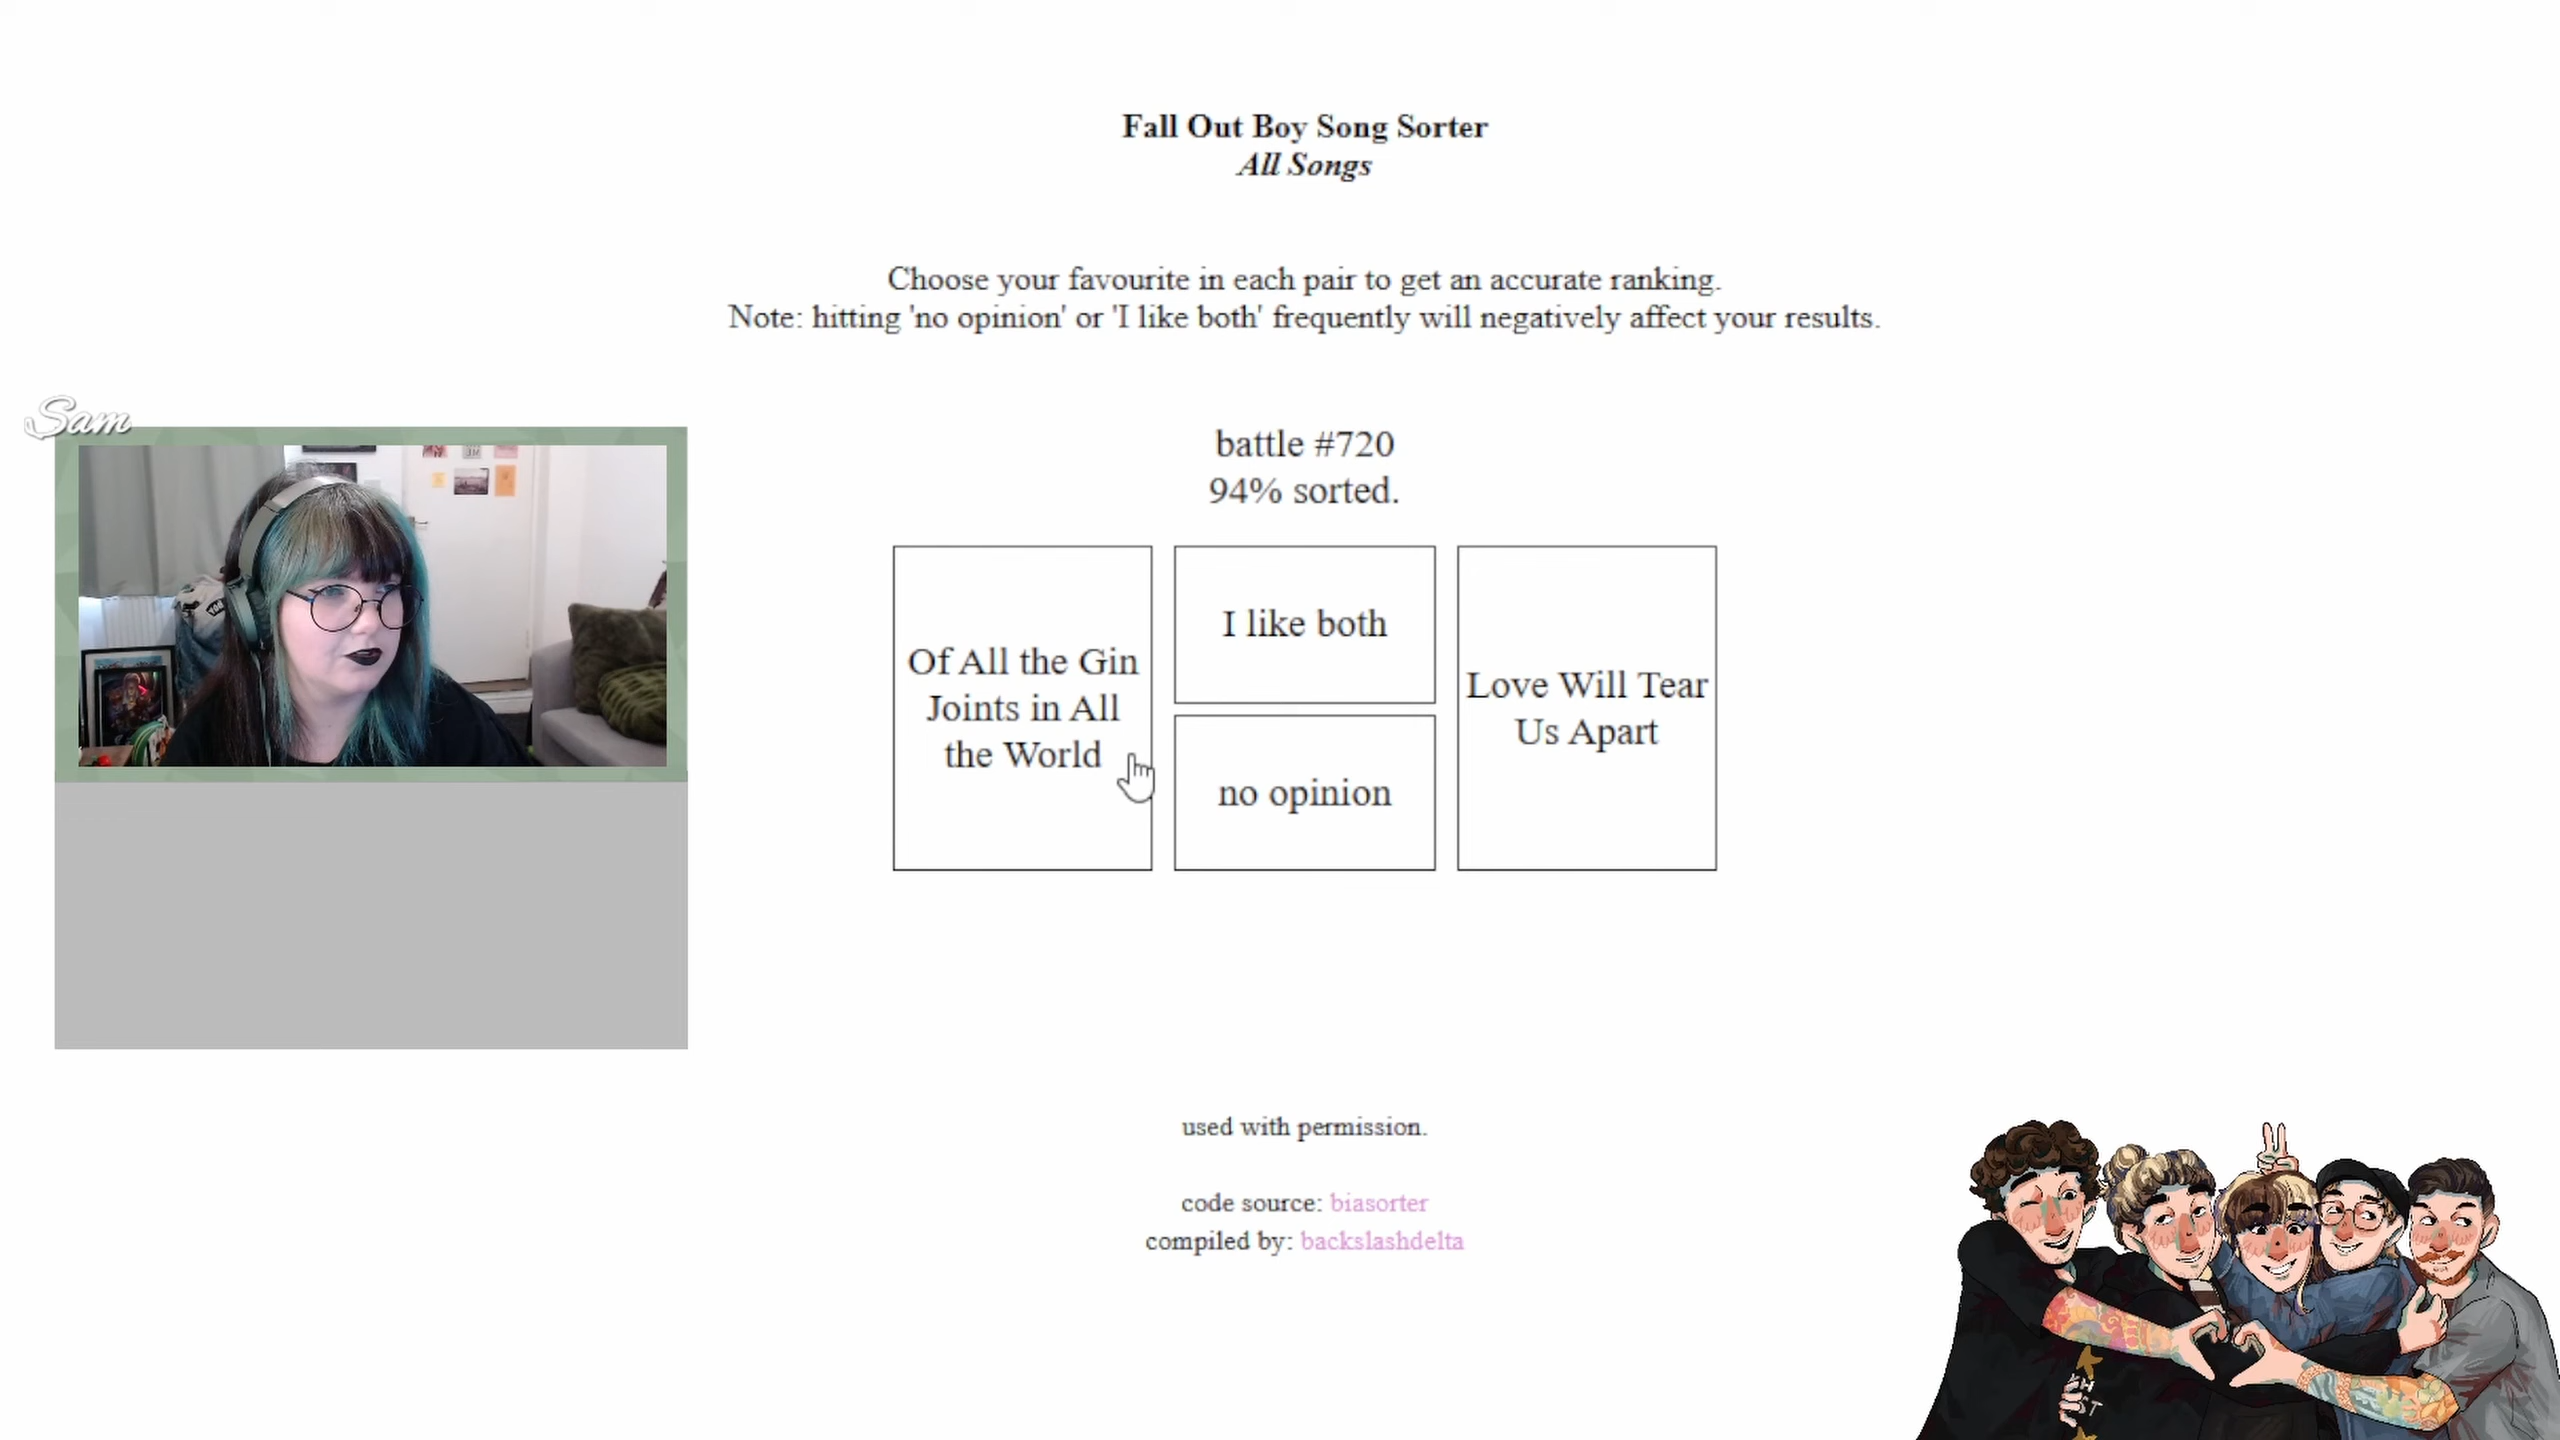 Fall Out Boy Song Sorter
All Songs
Choose your favourite in each pair to get an accurate ranking.
Note: hitting 'no opinion' or 'I like both' frequently will negatively affect your results.
Sam
battle #720
94% sorted.
Of All the Gin
Joints in All
the World
I like both
no opinion
Love Will Tear
Us Apart
used with permission.
code source: biasorter
compiled by: backslashdelta